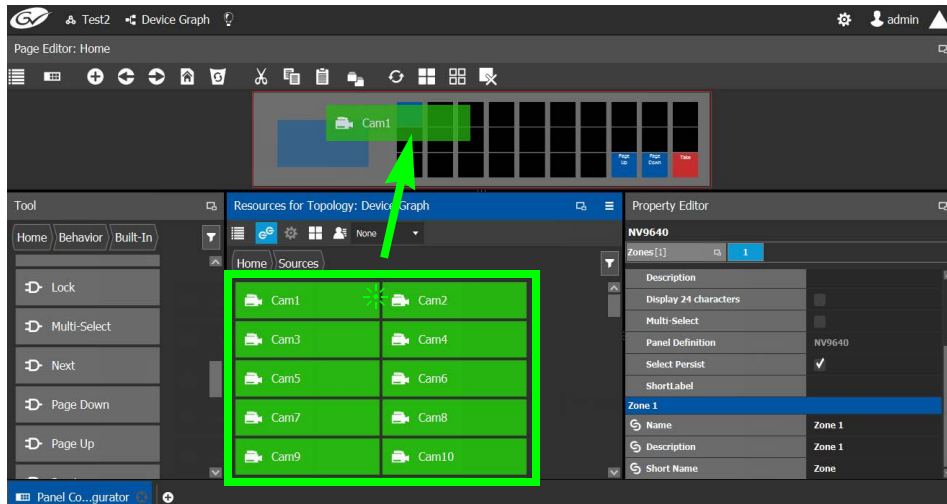 GV Test2 Device Graph admin
Page Editor: Home
Cam1
Page Up Page Down Take
Tool
Home Behavior Built-In
Lock
Multi-Select
Next
Page Down
Page Up
Resources for Topology: Device Graph
None
Home Sources
Cam1 Cam2
Cam3 Cam4
Cam5 Cam6
Cam7 Cam8
Cam9 Cam10
Property Editor
NV9640
Zones[1] 1
Description
Display 24 characters
Multi-Select
Panel Definition NV9640
Select Persist
ShortLabel
Zone 1
Name Zone 1
Description Zone 1
Short Name Zone
Panel Co...gurator